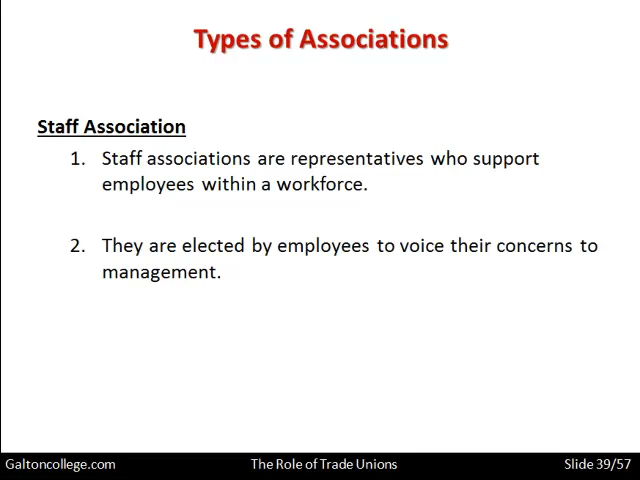 Types of Associations
Staff Association
1. Staff associations are representatives who support
employees within a workforce.
2. They are elected by employees to voice their concerns to
management.
Galtoncollege.com The Role of Trade Unions Slide 39/57